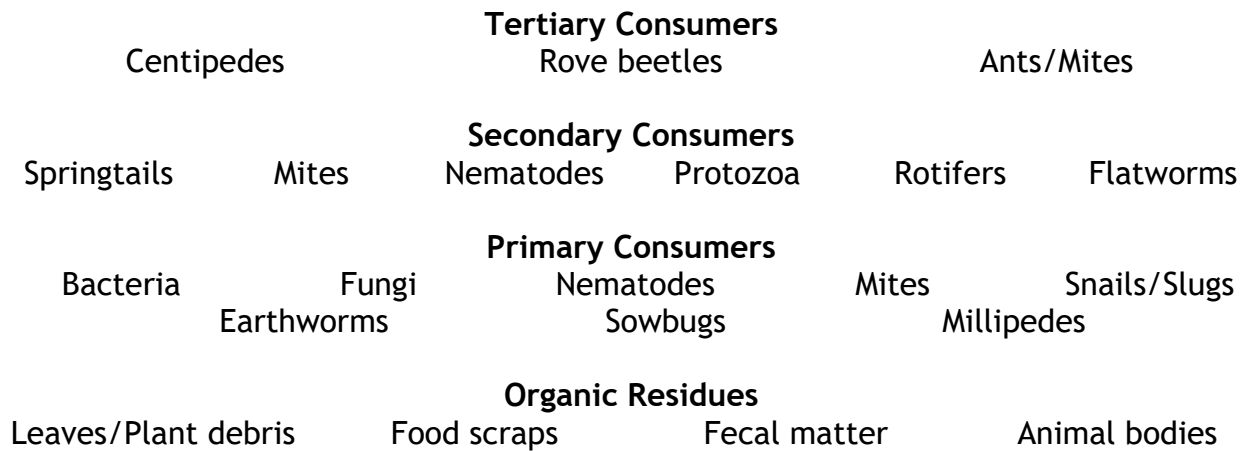 Tertiary Consumers
Centipedes Rove beetles Ants/Mites
Secondary Consumers
Springtails Mites Nematodes Protozoa Rotifers Flatworms
Primary Consumers
Bacteria Fungi Nematodes Mites Snails/Slugs
Earthworms Sowbugs Millipedes
Organic Residues
Leaves/Plant debris Food scraps Fecal matter Animal bodies